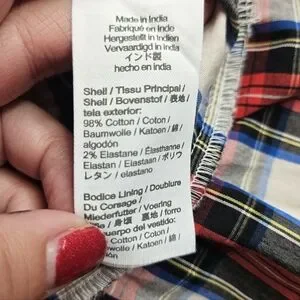 Made in India
Fabriqué en Inde
Hergestellt in Indien
Vervaardigd in India
インド製
hecho en india
Shell / Tissu Principal /
Shell / Bovenstof / 表地 /
tela exterior:
98% Cotton / Coton /
Baumwolle / Katoen / 綿 /
algodón
2% Elastane / Élasthanne /
Elastan / Elastaan / ポリウ
レタン / elastano
Bodice Lining / Doublure
Du Corsage /
Miederfutter / Voering
身頃 裏地 / forro
cuerpo del vestido:
Cotton / Coton /
wolle / Katoen / 綿 /